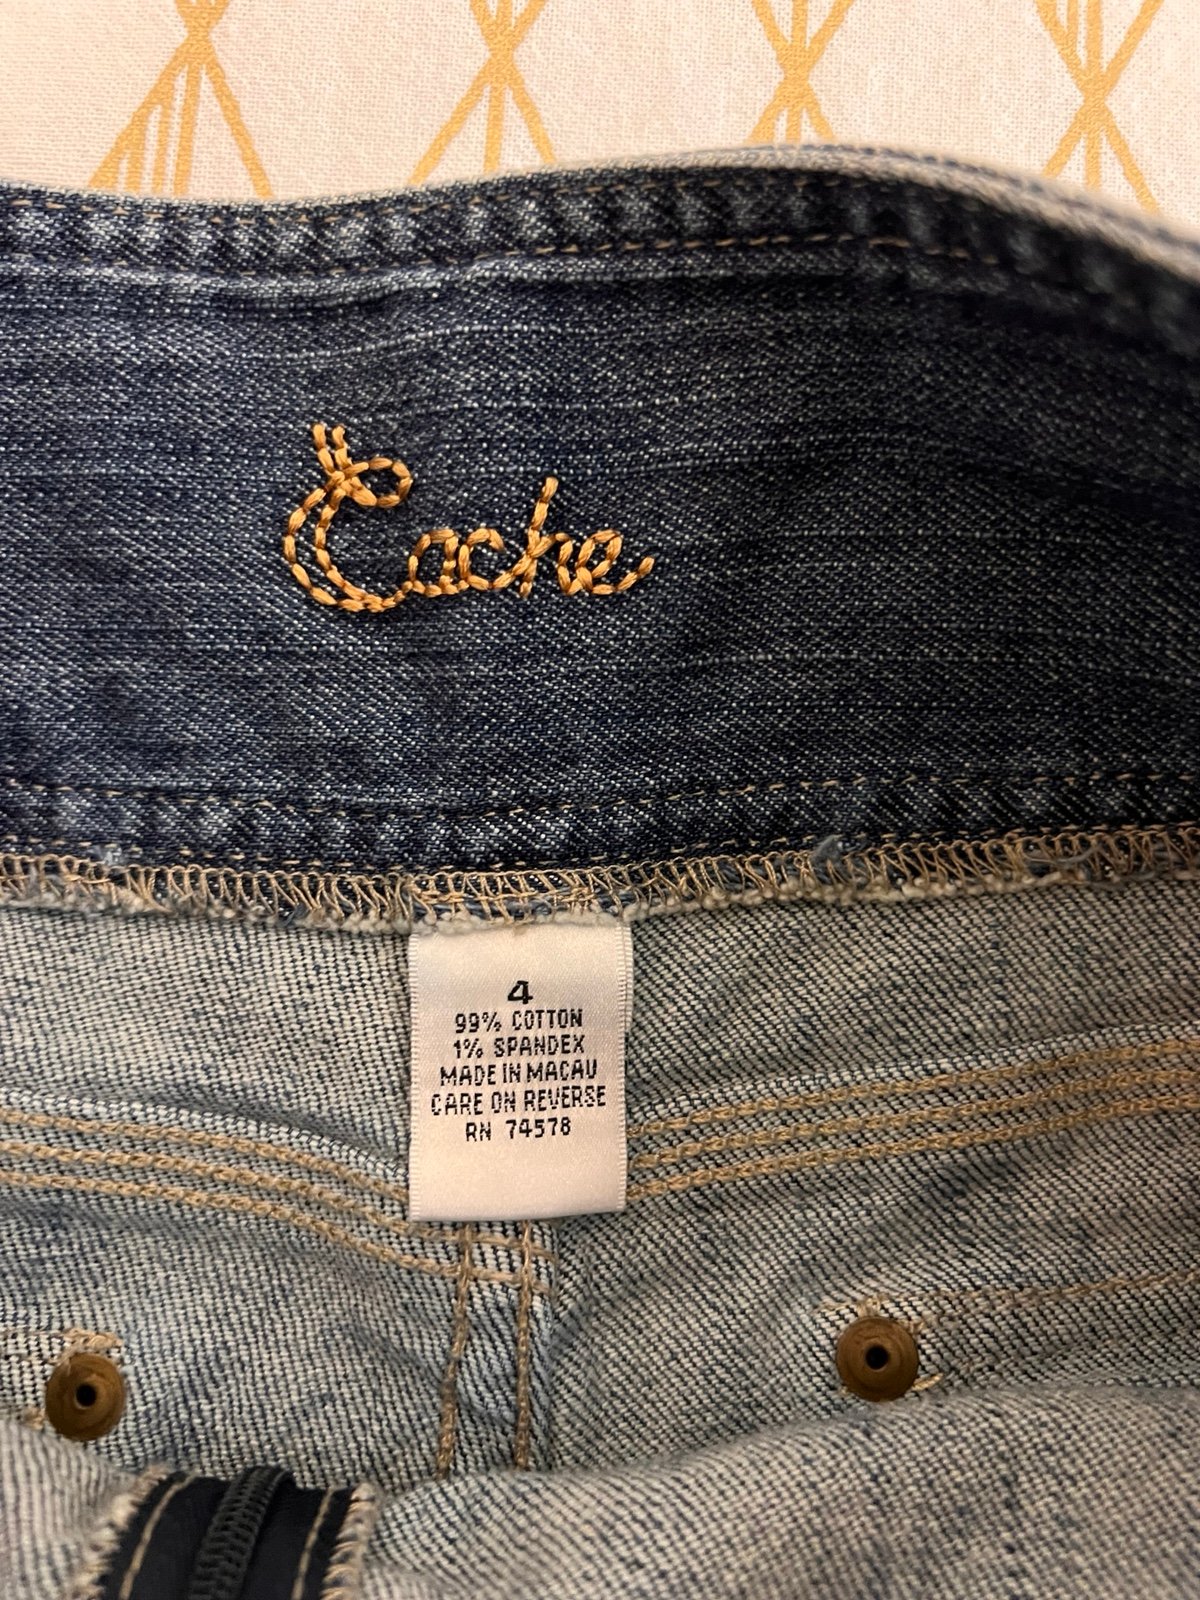 Cache
4
99% COTTON
1% SPANDEX
MADE IN MACAU
CARE ON REVERSE
RN 74578